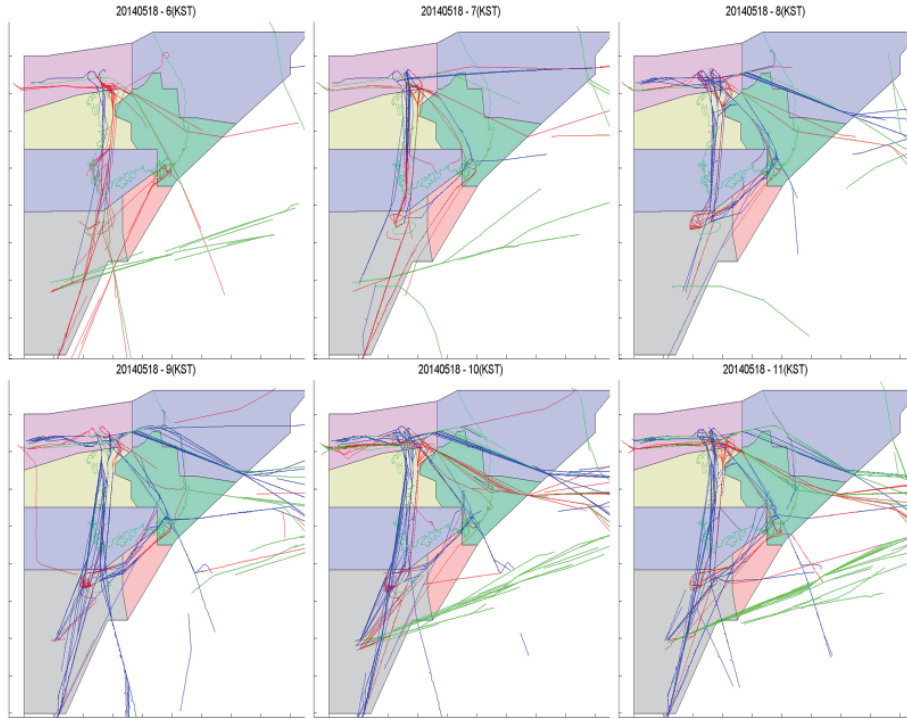 20140518 - 6(KST)
20140518 - 7(KST)
20140518 - 8(KST)
20140518 - 9(KST)
20140518 - 10(KST)
20140518 - 11(KST)